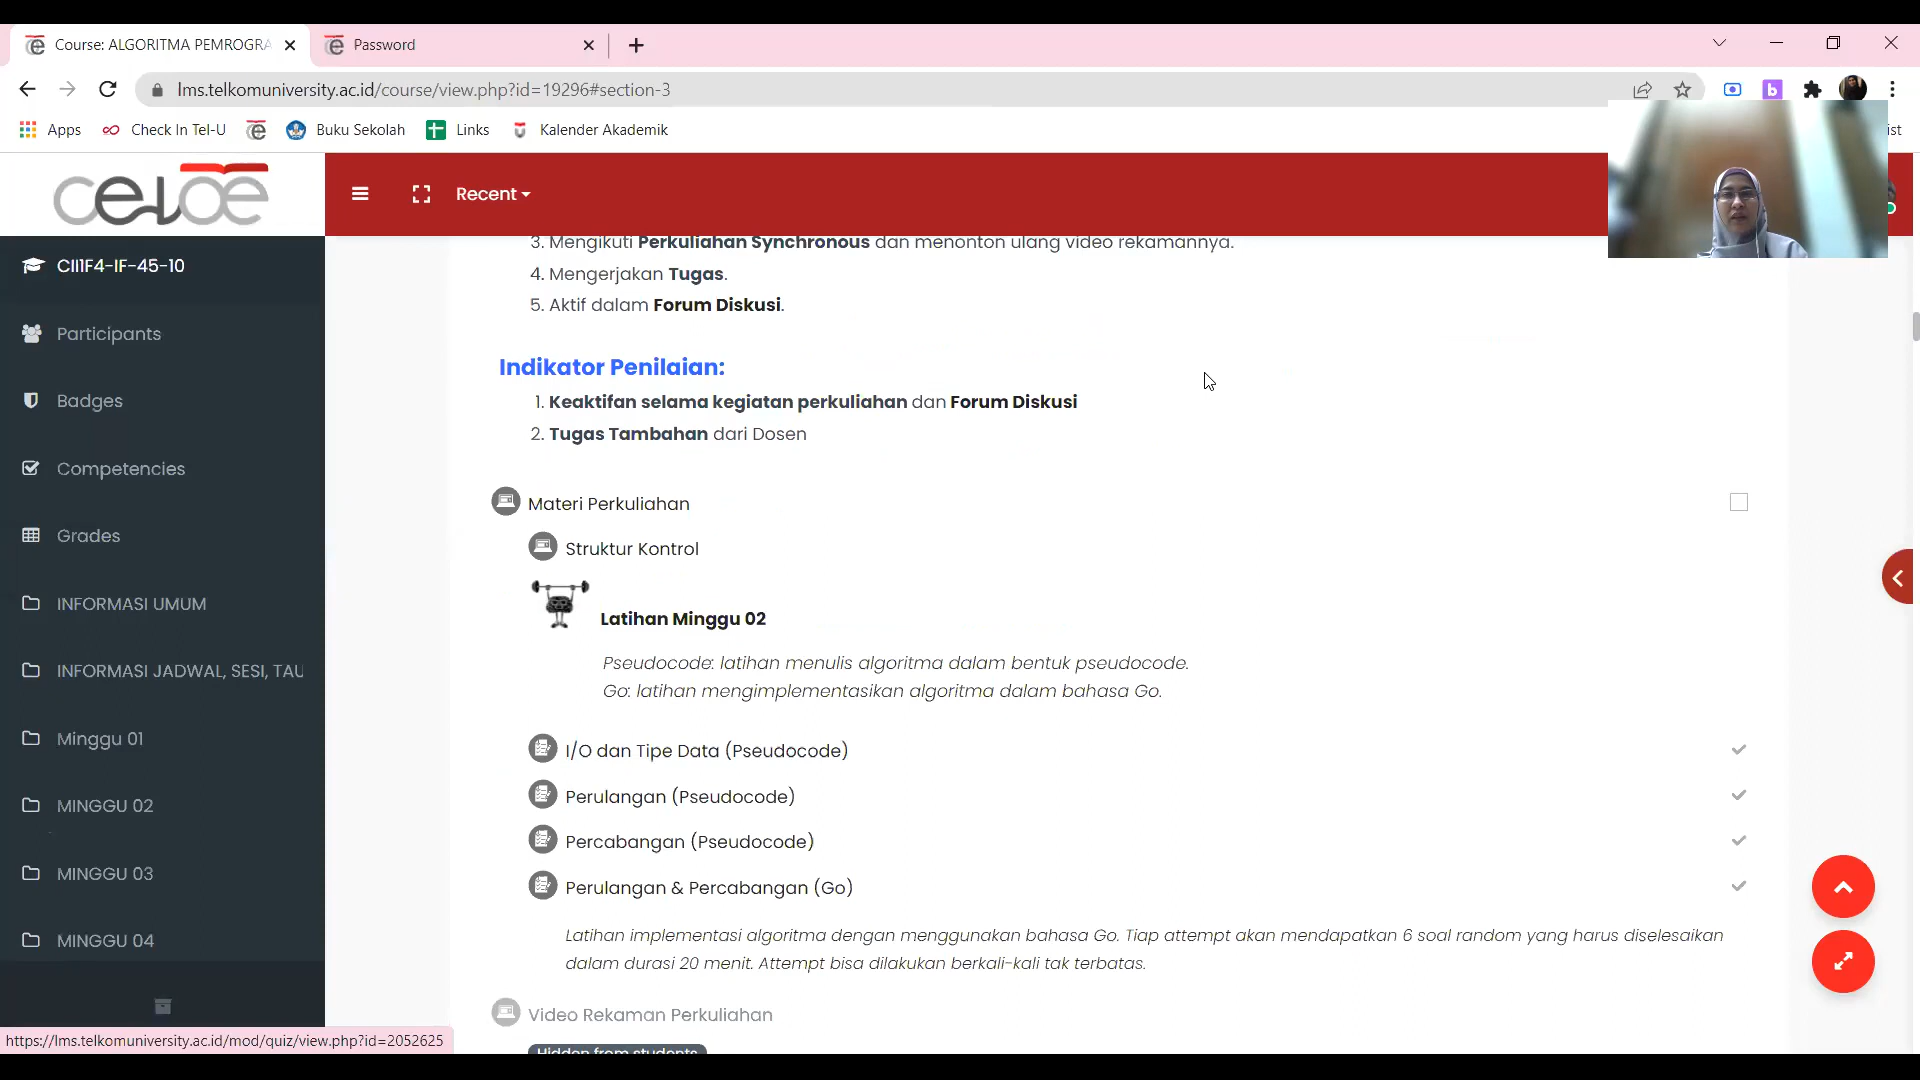 Course: ALGORITMA PEMROGRA
Password
lms.telkomuniversity.ac.id/course/view.php?id=19296#section-3
Apps
Check In Tel-U
Buku Sekolah
Links
Kalender Akademik
ist
celoe
Recent
CII1F4-IF-45-10
Participants
Badges
Competencies
Grades
INFORMASI UMUM
INFORMASI JADWAL, SESI, TAU
Minggu 01
MINGGU 02
MINGGU 03
MINGGU 04
3. Mengikuti Perkuliahan Synchronous dan menonton ulang video rekamannya.
4. Mengerjakan Tugas.
5. Aktif dalam Forum Diskusi.
Indikator Penilaian:
1. Keaktifan selama kegiatan perkuliahan dan Forum Diskusi
2. Tugas Tambahan dari Dosen
Materi Perkuliahan
Struktur Kontrol
Latihan Minggu 02
Pseudocode: latihan menulis algoritma dalam bentuk pseudocode.
Go: latihan mengimplementasikan algoritma dalam bahasa Go.
I/O dan Tipe Data (Pseudocode)
Perulangan (Pseudocode)
Percabangan (Pseudocode)
Perulangan & Percabangan (Go)
Latihan implementasi algoritma dengan menggunakan bahasa Go. Tiap attempt akan mendapatkan 6 soal random yang harus diselesaikan
dalam durasi 20 menit. Attempt bisa dilakukan berkali-kali tak terbatas.
Video Rekaman Perkuliahan
Hidden from students
https://lms.telkomuniversity.ac.id/mod/quiz/view.php?id=2052625